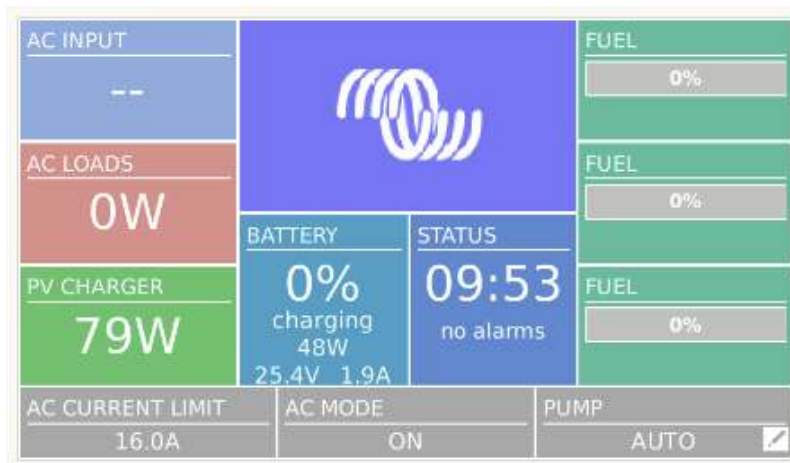 AC INPUT
--
AC LOADS
0W
PV CHARGER
79W
BATTERY
0%
charging
48W
25.4V 1.9A
STATUS
09:53
no alarms
FUEL
0%
FUEL
0%
FUEL
0%
AC CURRENT LIMIT
16.0A
AC MODE
ON
PUMP
AUTO